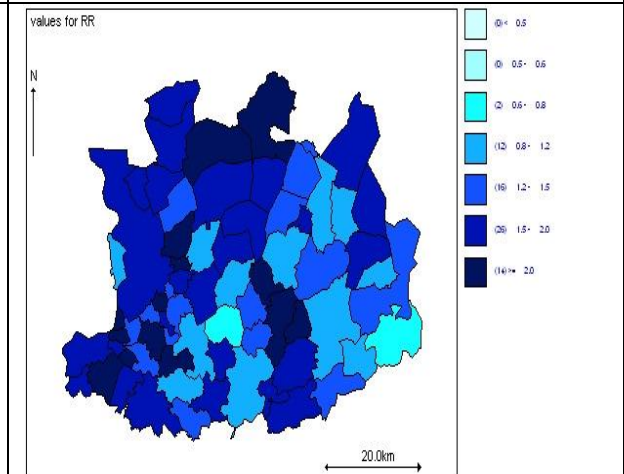 values for RR
N
(0) < 0.5
(0) 0.5 - 0.6
(2) 0.6 - 0.8
(12) 0.8 - 1.2
(16) 1.2 - 1.5
(26) 1.5 - 2.0
(14) >= 2.0
20.0km